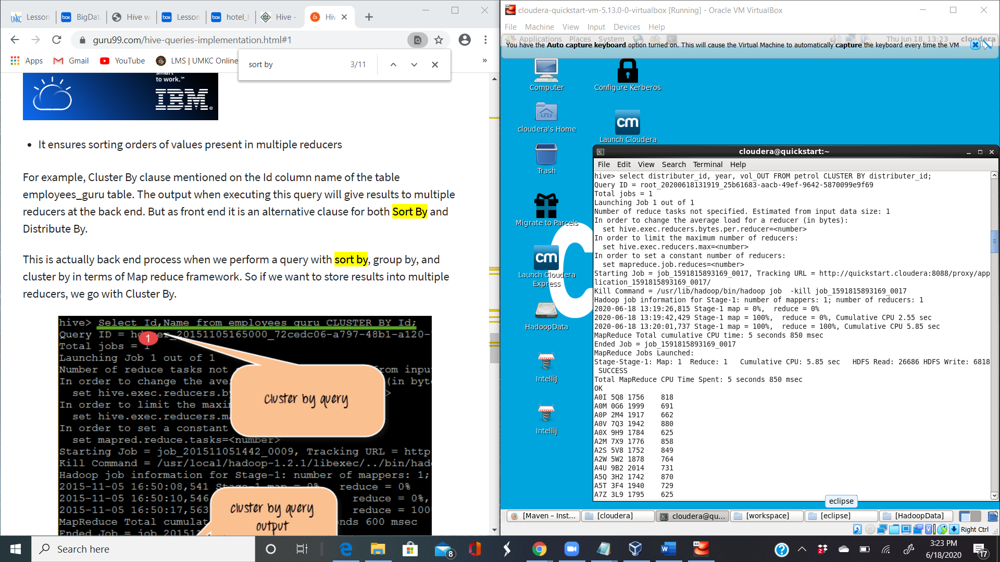 Lesson
BigDat
Hive w
Lesson
hotel_b
Hive -
Hiv
guru99.com/hive-queries-implementation.html#1
Apps
Gmail
YouTube
LMS | UMKC Online
»
sort by
3/11
smart
to work.™
IBM®
• It ensures sorting orders of values present in multiple reducers
For example, Cluster By clause mentioned on the Id column name of the table
employees_guru table. The output when executing this query will give results to multiple
reducers at the back end. But as front end it is an alternative clause for both Sort By and
Distribute By.
This is actually back end process when we perform a query with sort by, group by, and
cluster by in terms of Map reduce framework. So if we want to store results into multiple
reducers, we go with Cluster By.
hive> Select Id,Name from employees_guru CLUSTER BY Id;
Query ID = hduser_20151105165000_72cedc06-a797-48b1-a120-
1
Total jobs = 1
Launching Job 1 out of 1
Number of reduce tasks not from inpu
In order to change the ave (in byt
set hive.exec.reducers.b >
In order to limit the maxi
set hive.exec.reducers.m
In order to set a constant
set mapred.reduce.tasks=<number>
cluster by query
Starting Job = job_201511051442_0009, Tracking URL = http
Kill Command = /usr/local/hadoop-1.2.1/libexec/../bin/had
Hadoop job information for Stage-1: number of mappers: 1;
2015-11-05 16:50:08,541 Stage-1 map = 0% reduce = 0%
2015-11-05 16:50:10,546 reduce = 0%,
2015-11-05 16:50:17,563 reduce = 100
MapReduce Total cumulat nds 600 msec
Ended Job = job_20151
cluster by query
output
cloudera-quickstart-vm-5.13.0-0-virtualbox [Running] - Oracle VM VirtualBox
File Machine View Input Devices Help
Applications Places System
Thu Jun 18, 13:23 cloudera
You have the Auto capture keyboard option turned on. This will cause the Virtual Machine to automatically capture the keyboard every time the VM
Computer
Configure Kerberos
cloudera's Home
cm
Launch Cloudera
Trash
Migrate to Parcels
cm
Launch Cloudera
Express
HadoopData
IntelliJ
Intellij
cloudera@quickstart:~
File Edit View Search Terminal Help
hive> select distributer_id, year, vol_OUT FROM petrol CLUSTER BY distributer_id;
Query ID = root_20200618131919_25b61683-aacb-49ef-9642-5870099e9f69
Total jobs = 1
Launching Job 1 out of 1
Number of reduce tasks not specified. Estimated from input data size: 1
In order to change the average load for a reducer (in bytes):
set hive.exec.reducers.bytes.per.reducer=<number>
In order to limit the maximum number of reducers:
set hive.exec.reducers.max=<number>
In order to set a constant number of reducers:
set mapreduce.job.reduces=<number>
Starting Job = job_1591815893169_0017, Tracking URL = http://quickstart.cloudera:8088/proxy/app
lication_1591815893169_0017/
Kill Command = /usr/lib/hadoop/bin/hadoop job  -kill job_1591815893169_0017
Hadoop job information for Stage-1: number of mappers: 1; number of reducers: 1
2020-06-18 13:19:26,815 Stage-1 map = 0%,  reduce = 0%
2020-06-18 13:19:42,429 Stage-1 map = 100%,  reduce = 0%, Cumulative CPU 2.55 sec
2020-06-18 13:20:01,737 Stage-1 map = 100%,  reduce = 100%, Cumulative CPU 5.85 sec
MapReduce Total cumulative CPU time: 5 seconds 850 msec
Ended Job = job_1591815893169_0017
MapReduce Jobs Launched:
Stage-Stage-1: Map: 1  Reduce: 1   Cumulative CPU: 5.85 sec   HDFS Read: 26686 HDFS Write: 6818
SUCCESS
Total MapReduce CPU Time Spent: 5 seconds 850 msec
OK
A0I 5Q8 1756 818
A0M 0G6 1999 691
A0P 2M4 1917 662
A0V 7Q3 1942 880
A0X 9H9 1784 625
A2M 7X9 1776 858
A2S 5V8 1752 849
A2W 5W2 1878 764
A4U 9B2 2014 731
A5Q 3H2 1742 870
A5T 3F4 1940 729
A7Z 3L9 1795 625
eclipse
[Maven – Inst...
[cloudera]
cloudera@qu...
[workspace]
[eclipse]
[HadoopData]
Right Ctrl
Search here
8
3:23 PM
6/18/2020
17